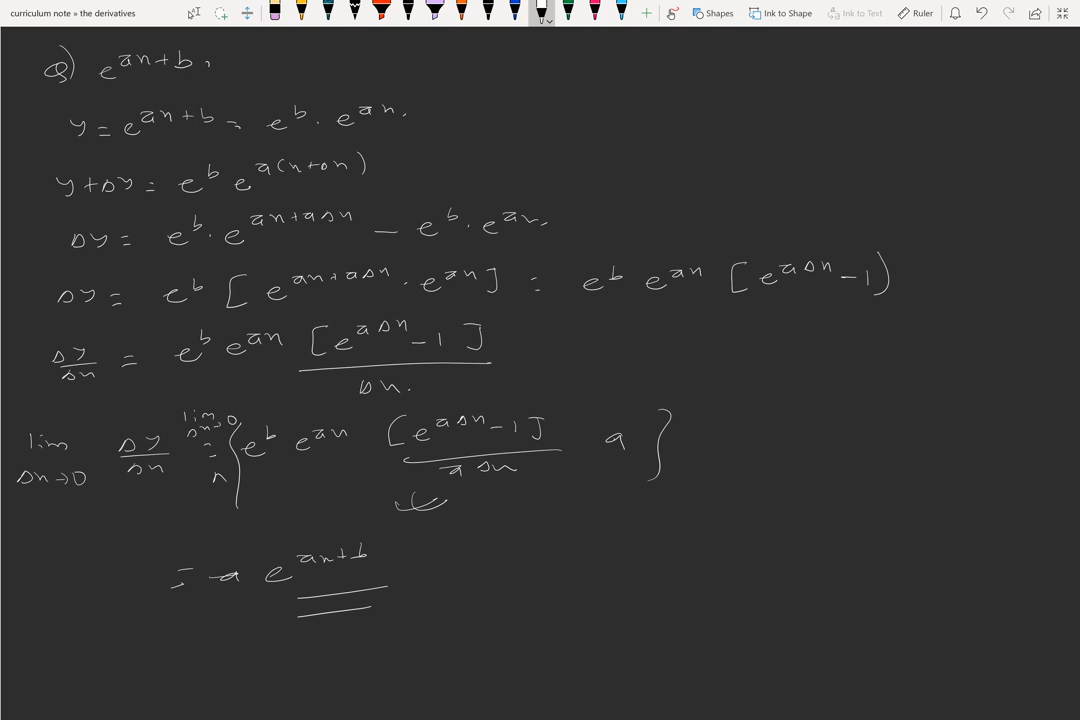 curriculum note » the derivatives
Shapes Ink to Shape Ink to Text Ruler
Q) e^{ax+b}.
y = e^{ax+b} = e^b · e^{ax}.
y+Δy = e^b e^{a(x+Δx)}
Δy = e^b · e^{ax+aΔx} – e^b · e^{ax}
Δy = e^b [e^{ax+aΔx} · e^{ax}] = e^b e^{ax} [e^{aΔx} – 1)
Δy/Δx = e^b e^{ax} [e^{aΔx} – 1]/Δx.
lim Δx→0 Δy/Δx = lim Δx→0 {e^b e^{ax} [e^{aΔx} – 1]/aΔx a}
= a e^{ax+b}